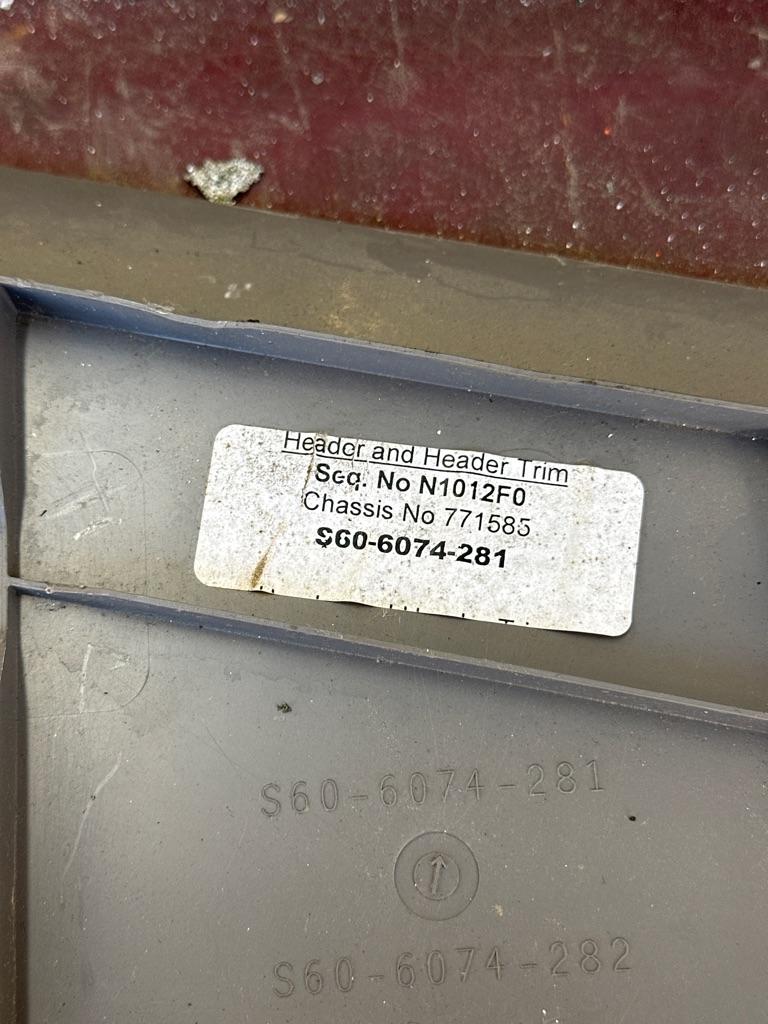 Header and Header Trim
Seq. No N1012F0
Chassis No 771585
S60-6074-281
S60-6074-281
S60-6074-282